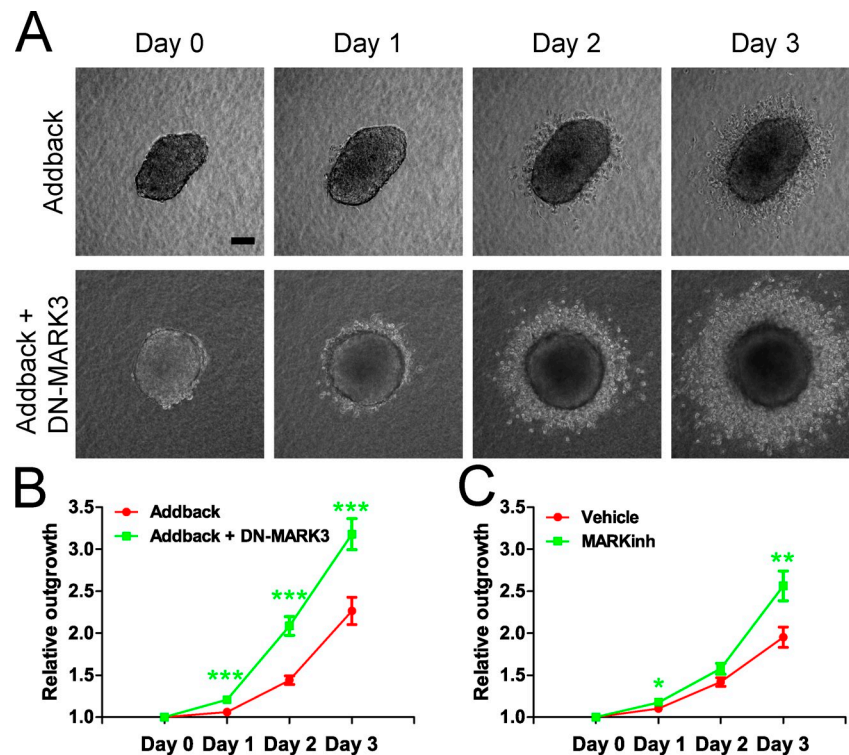 A
Day 0
Day 1
Day 2
Day 3
Addback
Addback +
DN-MARK3
B
Relative outgrowth
3.5
3.0
2.5
2.0
1.5
1.0
Addback
Addback + DN-MARK3
***
***
***
Day 0 Day 1 Day 2 Day 3
C
Relative outgrowth
3.5
3.0
2.5
2.0
1.5
1.0
Vehicle
MARKinh
*
**
Day 0 Day 1 Day 2 Day 3